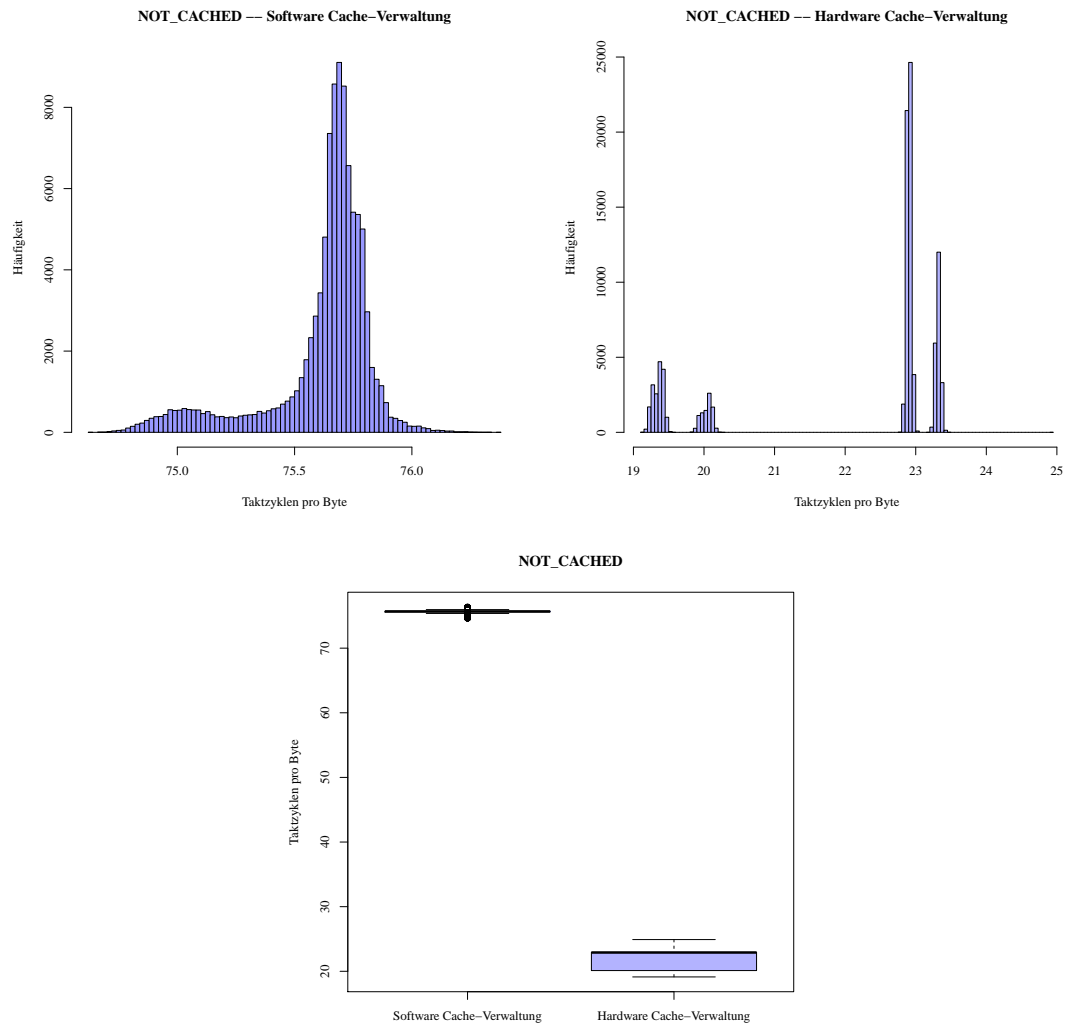 NOT_CACHED −− Software Cache−Verwaltung
Häufigkeit
0
2000
4000
6000
8000
75.0 75.5 76.0
Taktzyklen pro Byte
NOT_CACHED −− Hardware Cache−Verwaltung
Häufigkeit
0
5000
10000
15000
20000
25000
19 20 21 22 23 24 25
Taktzyklen pro Byte
NOT_CACHED
Taktzyklen pro Byte
20
30
40
50
60
70
Software Cache−Verwaltung Hardware Cache−Verwaltung